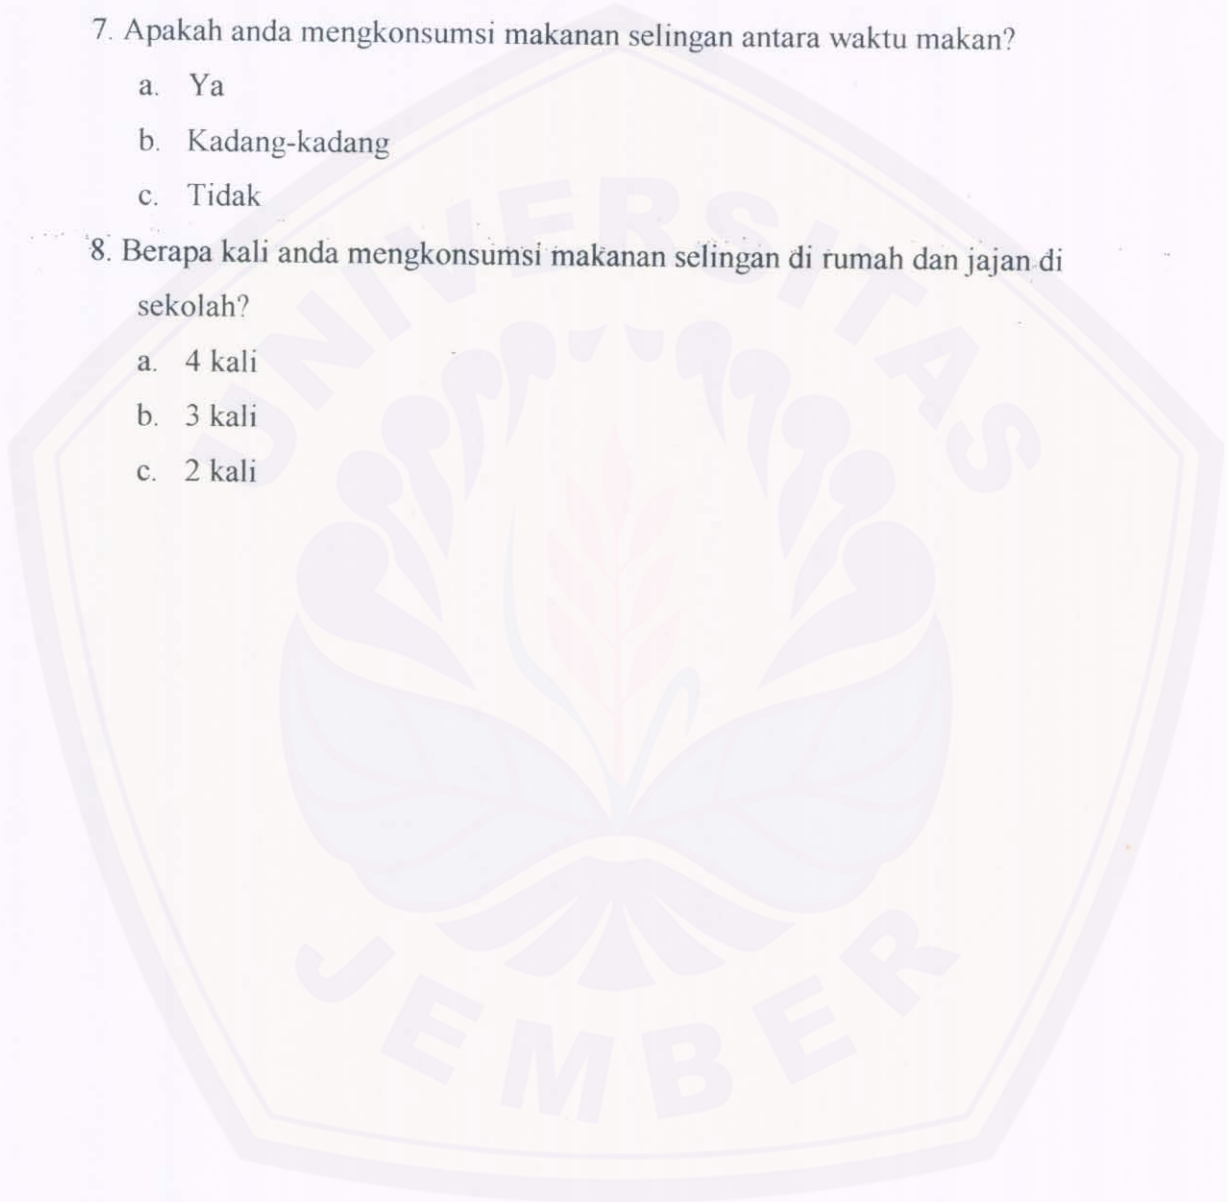 7. Apakah anda mengkonsumsi makanan selingan antara waktu makan?
a. Ya
b. Kadang-kadang
c. Tidak
8. Berapa kali anda mengkonsumsi makanan selingan di rumah dan jajan di
sekolah?
a. 4 kali
b. 3 kali
c. 2 kali
UNIVERSITAS
JEMBER